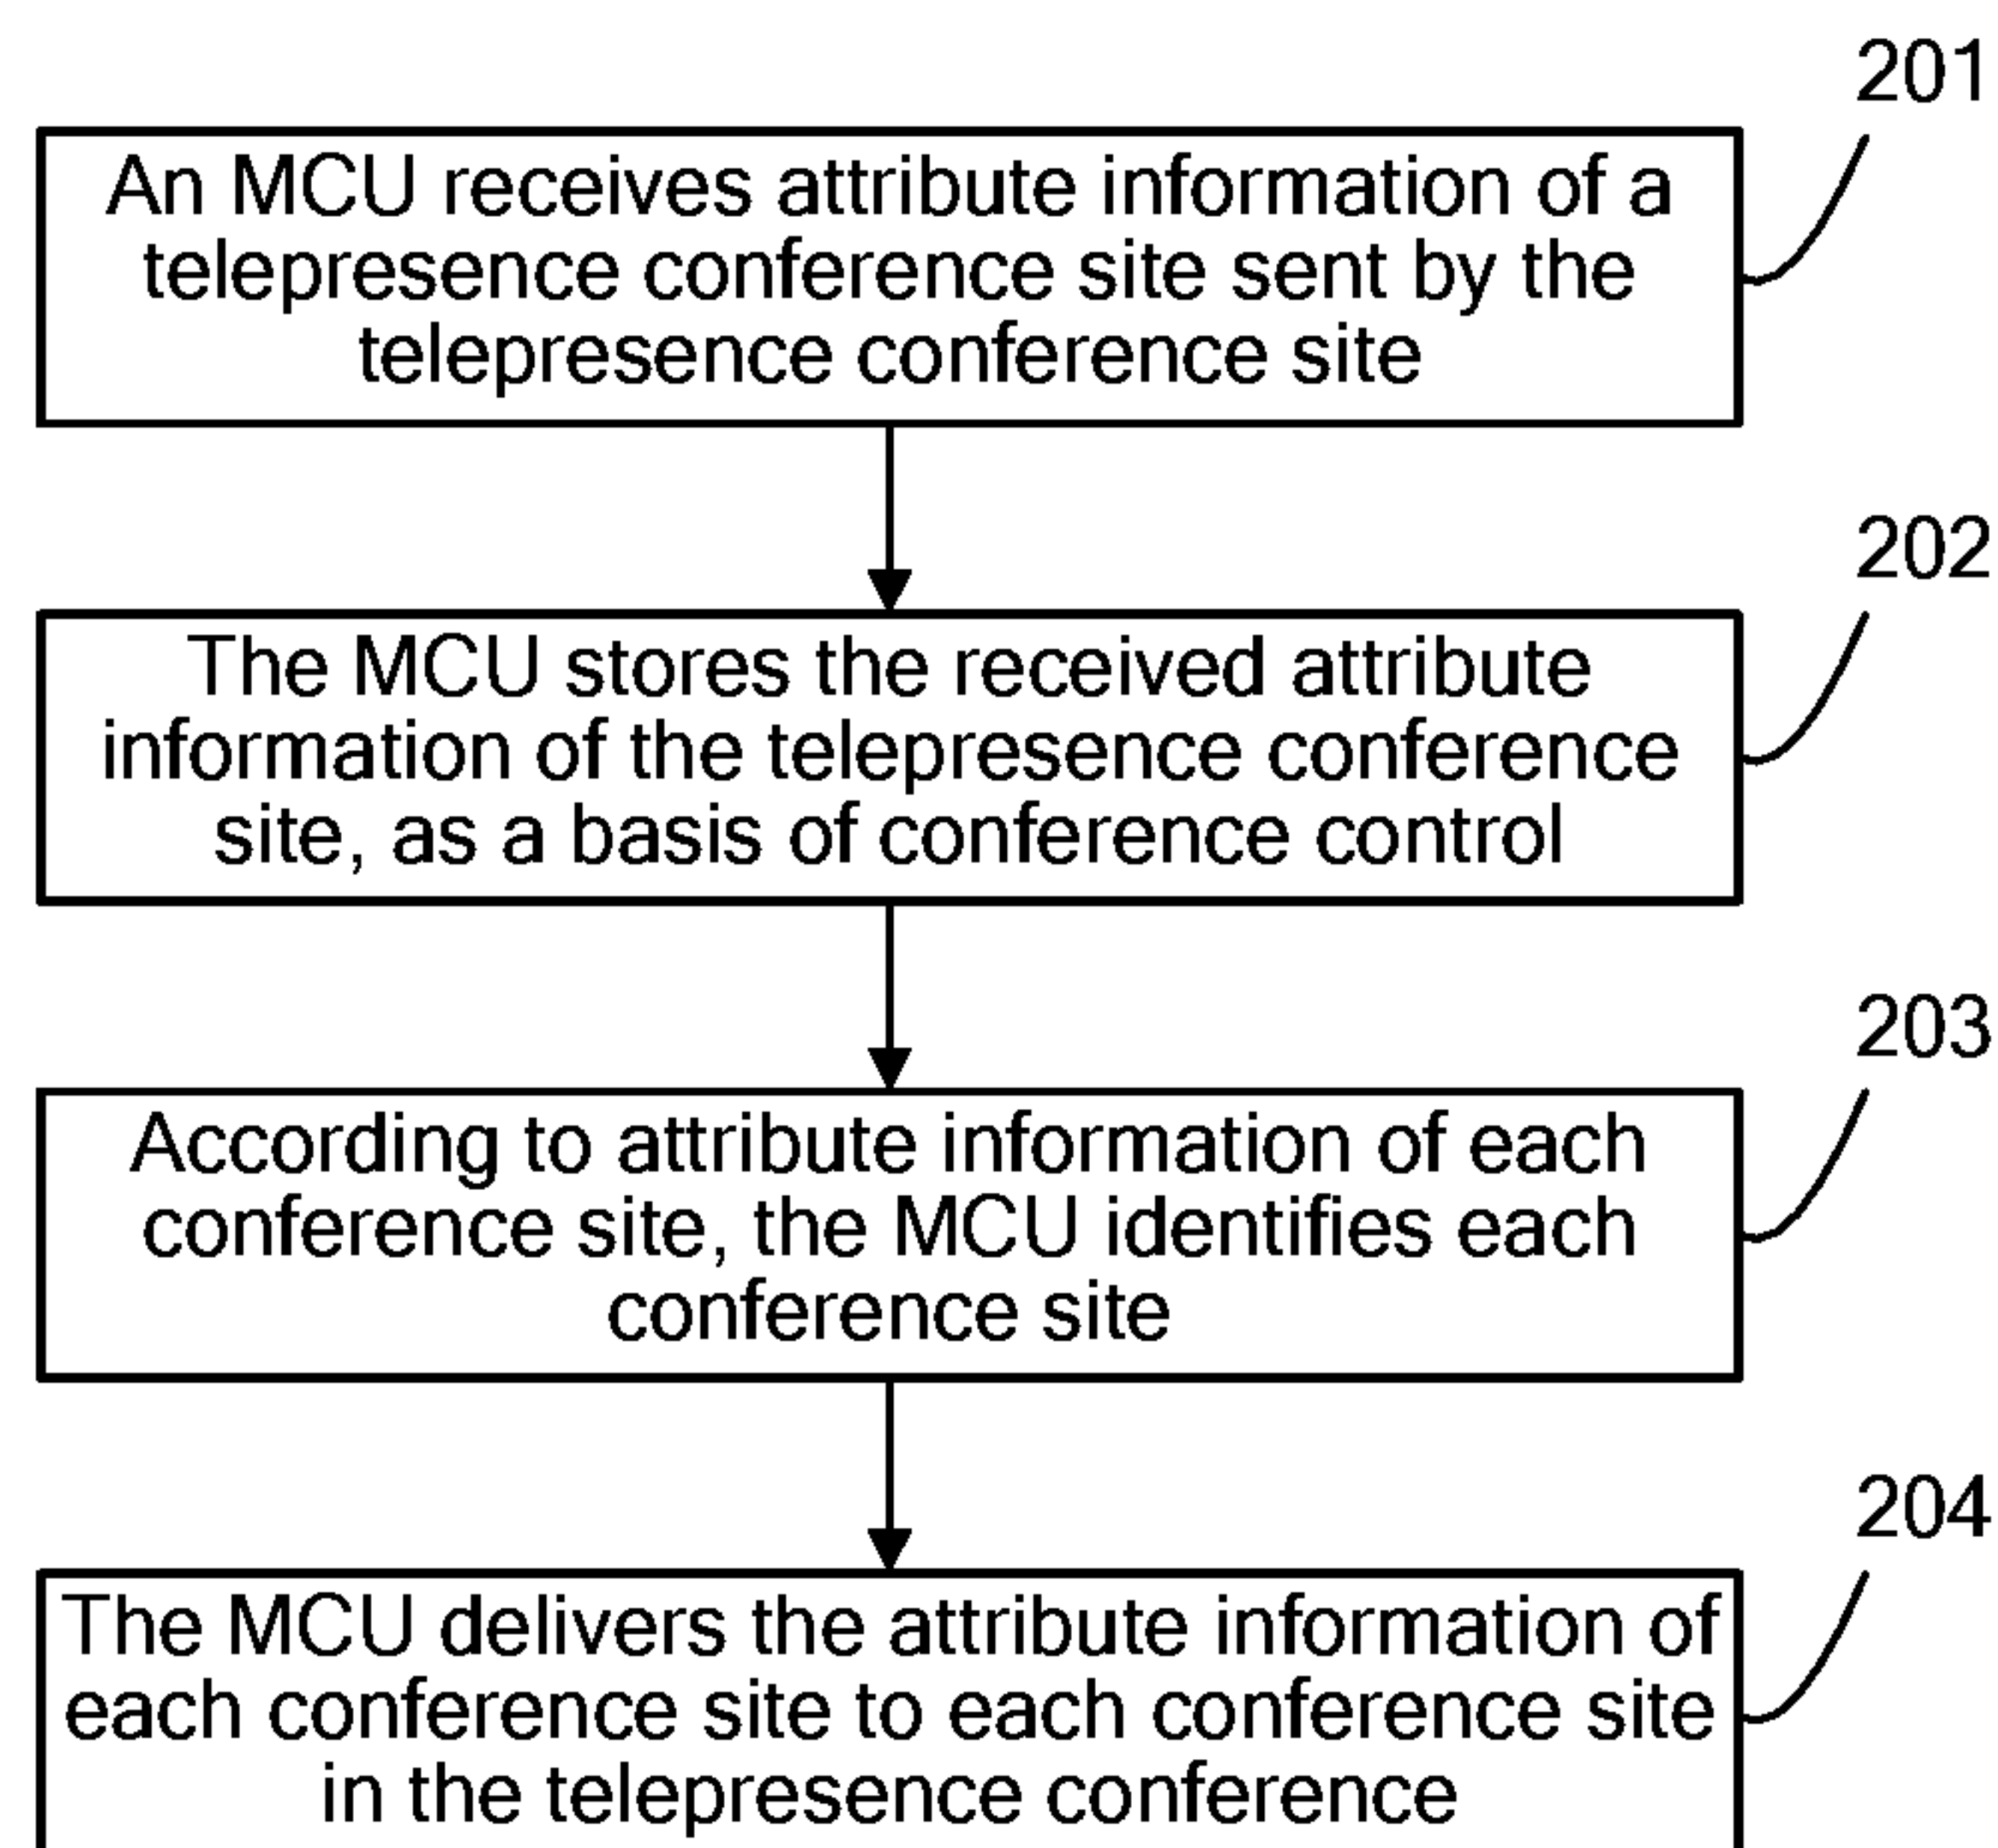 201
An MCU receives attribute information of a
telepresence conference site sent by the
telepresence conference site
202
The MCU stores the received attribute
information of the telepresence conference
site, as a basis of conference control
203
According to attribute information of each
conference site, the MCU identifies each
conference site
204
The MCU delivers the attribute information of
each conference site to each conference site
in the telepresence conference